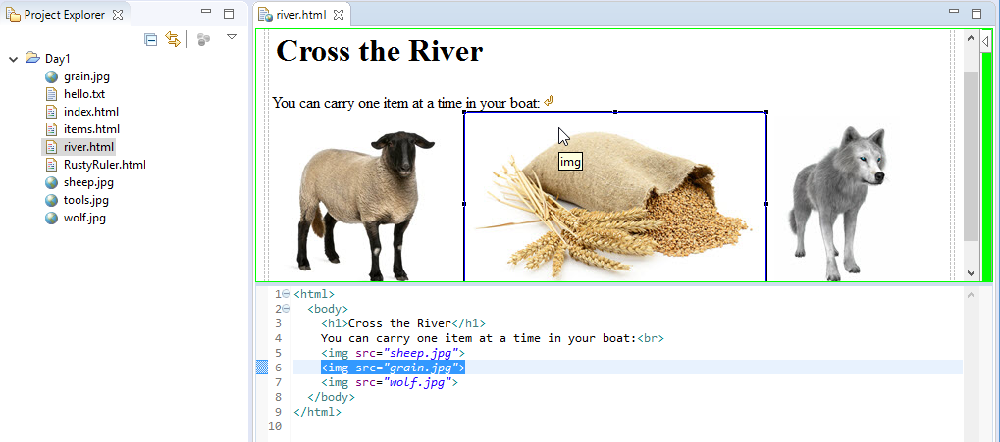 Project Explorer
Day1
grain.jpg
hello.txt
index.html
items.html
river.html
RustyRuler.html
sheep.jpg
tools.jpg
wolf.jpg
river.html
Cross the River
You can carry one item at a time in your boat:
img
1 <html>
2 <body>
3 <h1>Cross the River</h1>
4 You can carry one item at a time in your boat:<br>
5 <img src="sheep.jpg">
6 <img src="grain.jpg">
7 <img src="wolf.jpg">
8 </body>
9 </html>
10